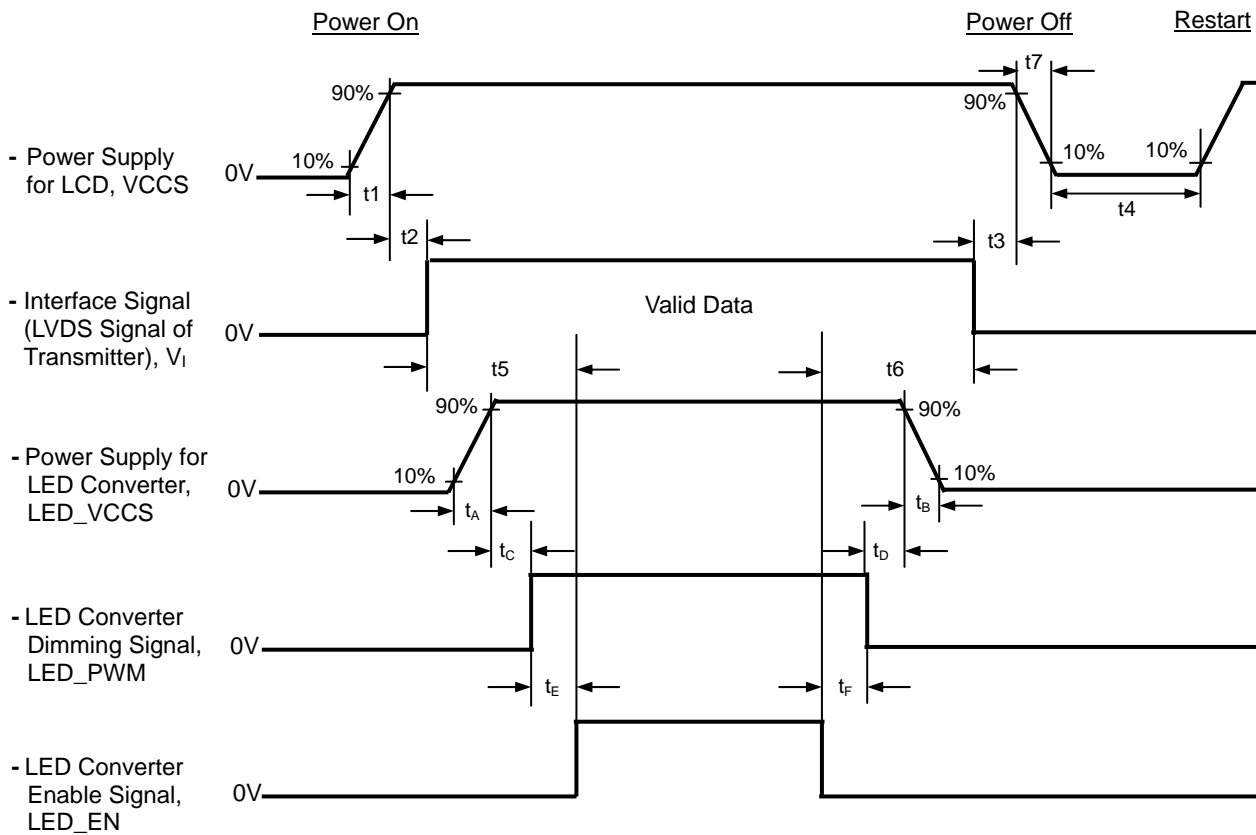 Power On
Power Off
Restart
t7
90%
90%
- Power Supply
for LCD, VCCS
0V
10%
10%
10%
t1
t4
t2
t3
- Interface Signal
(LVDS Signal of
Transmitter), VI
0V
Valid Data
t5
t6
90%
90%
- Power Supply for
LED Converter,
LED_VCCS
0V
10%
10%
tA
tB
tC
tD
- LED Converter
Dimming Signal,
LED_PWM
0V
tE
tF
- LED Converter
Enable Signal,
LED_EN
0V